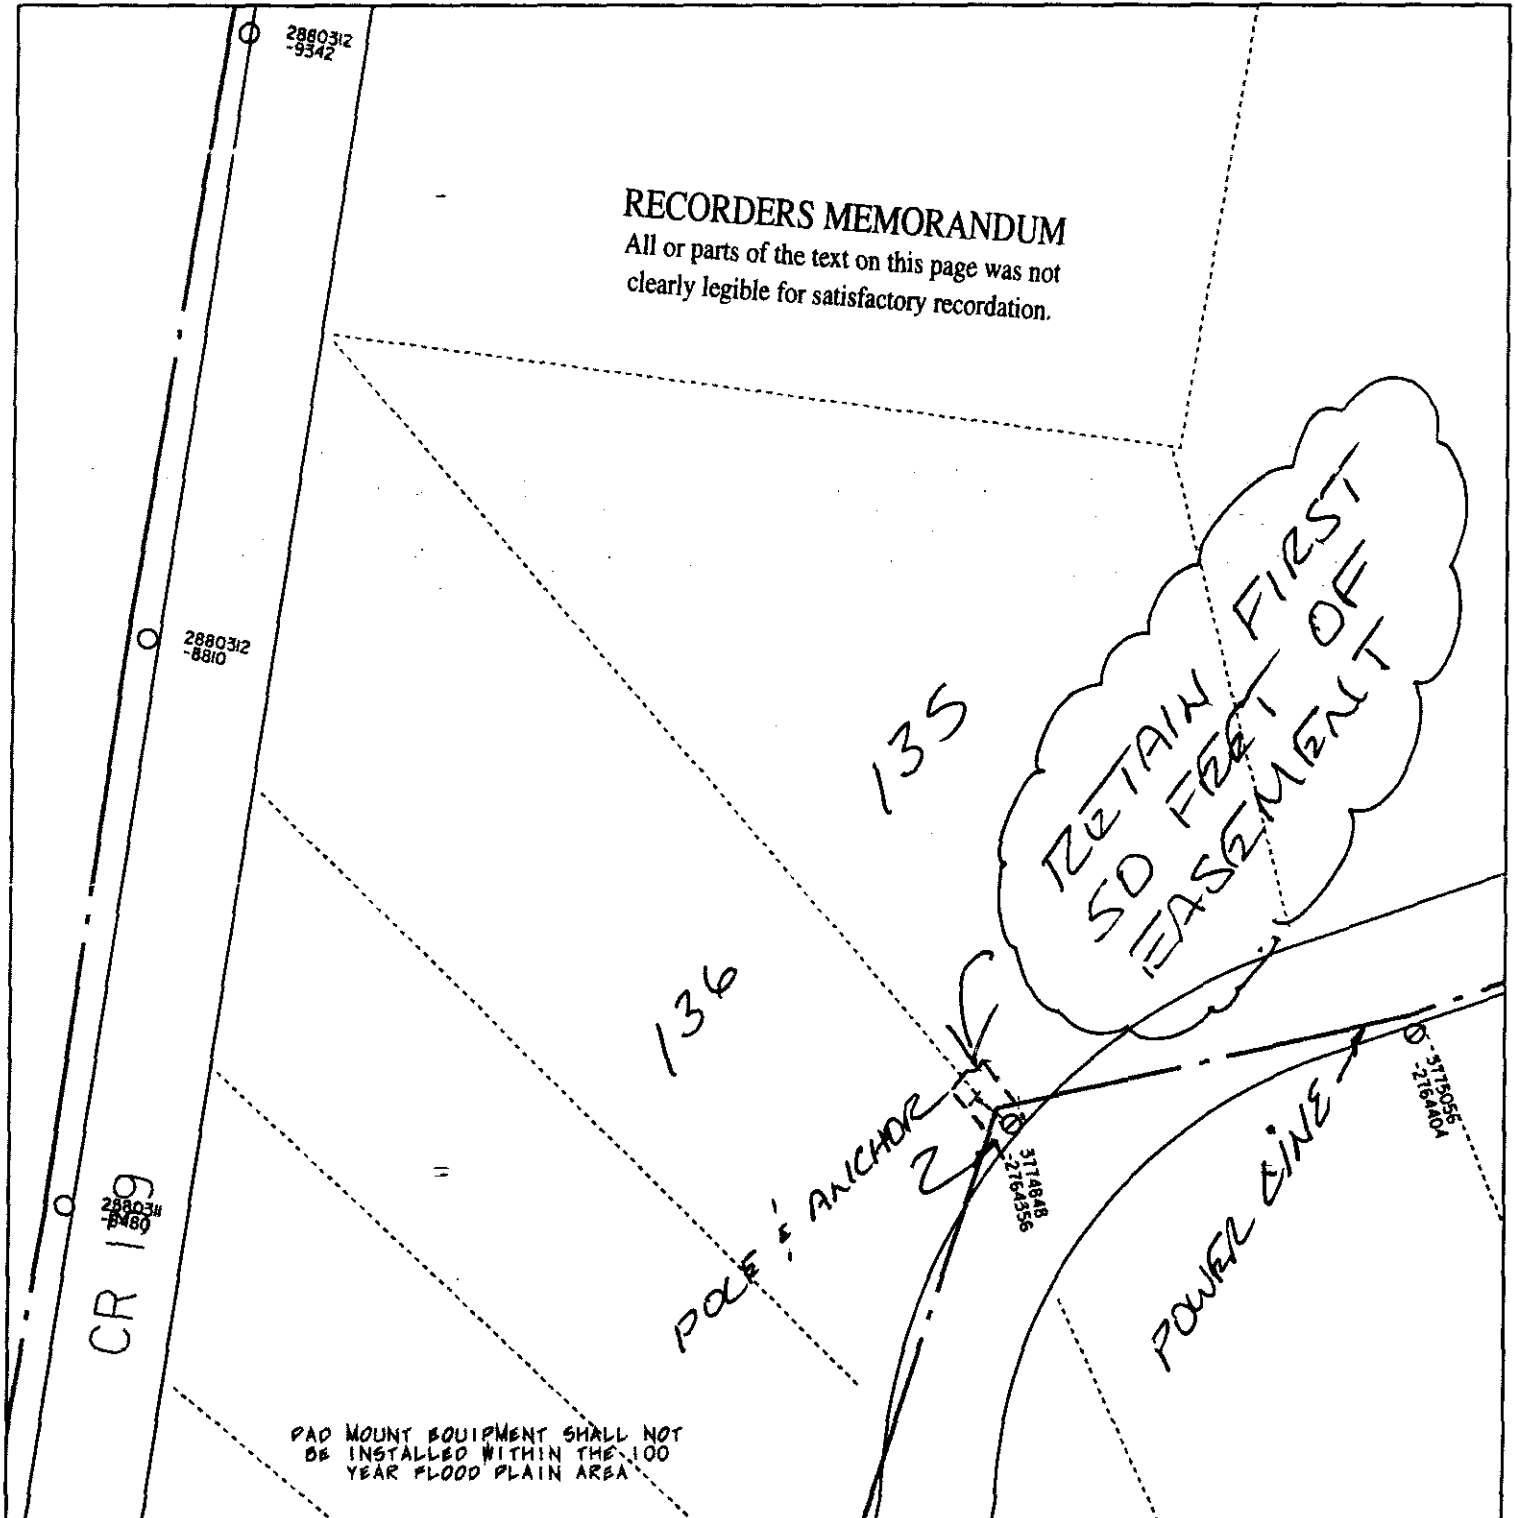 2880312
-9342
RECORDERS MEMORANDUM
All or parts of the text on this page was not
clearly legible for satisfactory recordation.
2880312
-8810
135
RETAIN FIRST
50 FEET OF
EASEMENT
136
POLE & ANCHOR
3775056
-2764404
3774848
-2764356
POWER LINE
2880311
CR 199
PAD MOUNT EQUIPMENT SHALL NOT
BE INSTALLED WITHIN THE 100
YEAR FLOOD PLAIN AREA